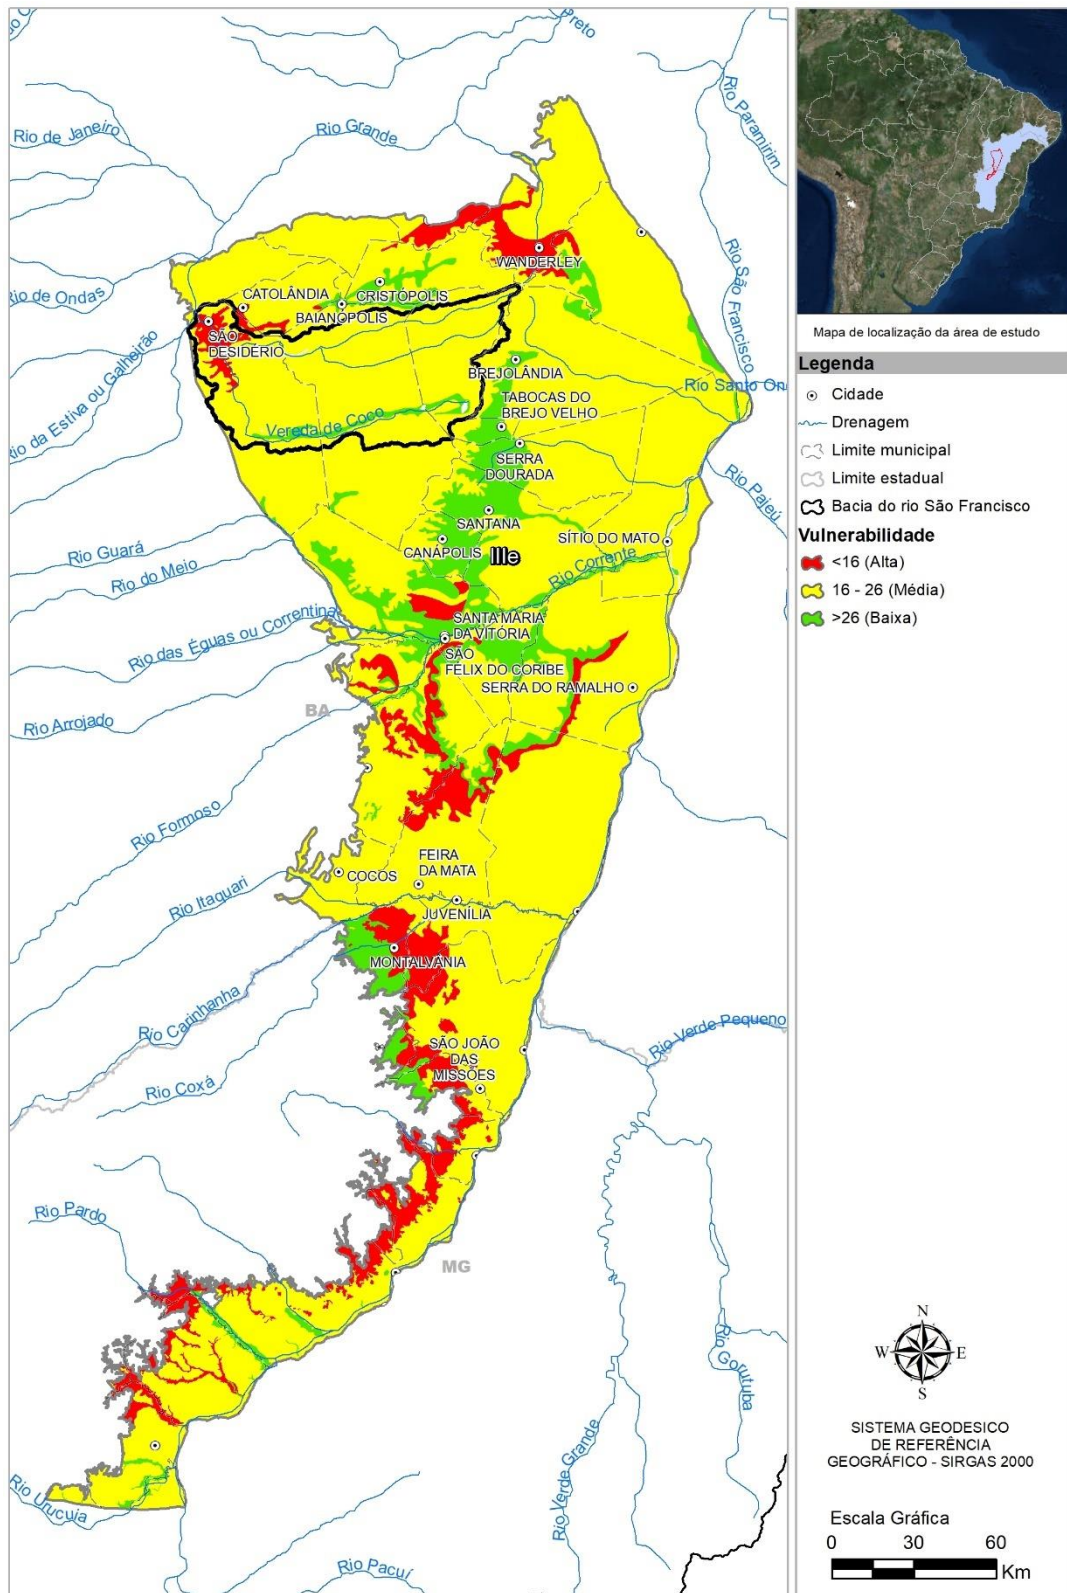 Preto
Rio de Janeiro
Rio Grande
Rio Paramirim
Rio de Ondas
WANDERLEY
CATOLÂNDIA
CRISTÓPOLIS
BAIANÓPOLIS
SÃO
DESIDÉRIO
Rio São Francisco
Rio da Estiva ou Galheirão
BREJOLÂNDIA
Rio Santo On
TABOCAS DO
BREJO VELHO
Vereda de Coco
SERRA
DOURADA
Rio Pajeú
SANTANA
Rio Guará
CANÁPOLIS
SÍTIO DO MATO
IIIe
Rio do Meio
Rio Corrente
Rio das Éguas ou Correntina
SANTA MARIA
DA VITÓRIA
SÃO
FÉLIX DO CORIBE
SERRA DO RAMALHO
Rio Arrojado
BA
Rio Formoso
FEIRA
DA MATA
COCOS
Rio Itaquari
JUVENÍLIA
MONTALVÂNIA
Rio Carinhanha
Rio Verde Pequeno
SÃO JOÃO
DAS
MISSÕES
Rio Coxá
Rio Pardo
MG
Rio Gorutuba
Rio Verde Grande
Rio Urucuia
Rio Pacuí
Mapa de localização da área de estudo
Legenda
Cidade
Drenagem
Limite municipal
Limite estadual
Bacia do rio São Francisco
Vulnerabilidade
<16 (Alta)
16 - 26 (Média)
>26 (Baixa)
N
W E
S
SISTEMA GEODESICO
DE REFERÊNCIA
GEOGRÁFICO - SIRGAS 2000
Escala Gráfica
0 30 60
Km